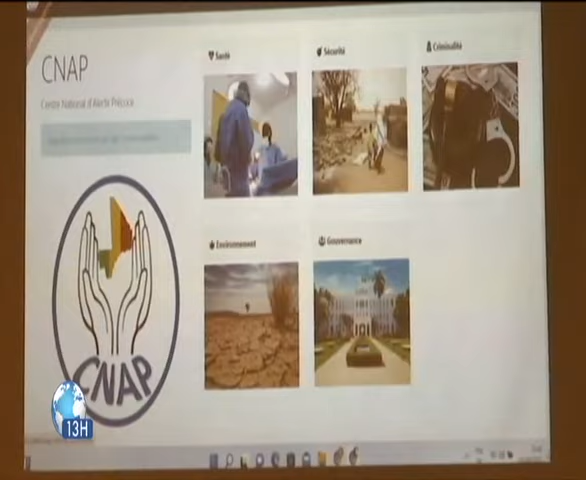 CNAP
Centre National d'Alerte Précoce
Santé
Sécurité
Criminalité
Environnement
Gouvernance
CNAP
13H